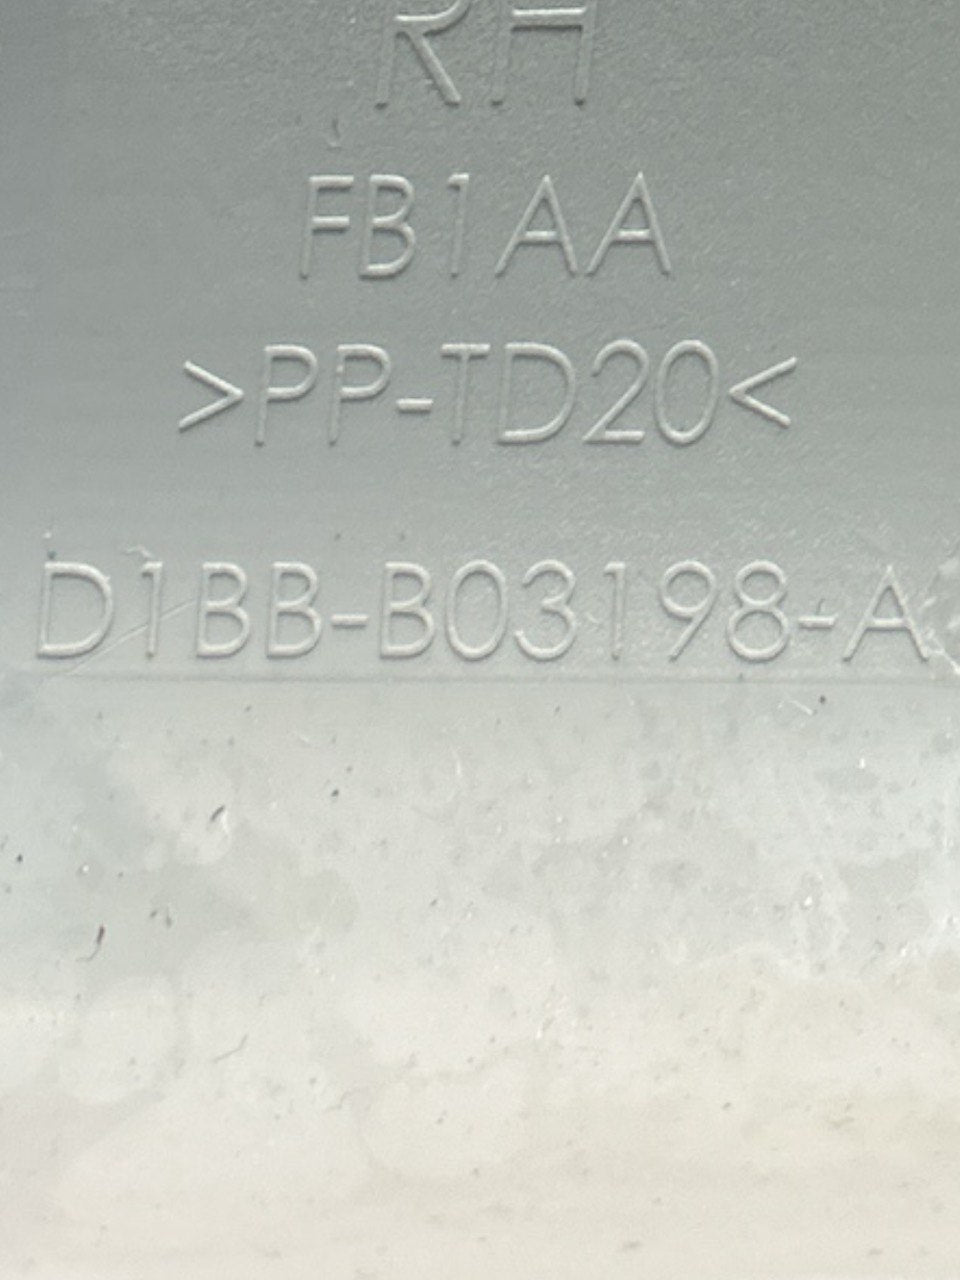 RH
FB1AA
>PP-TD20<
D1BB-B03198-A